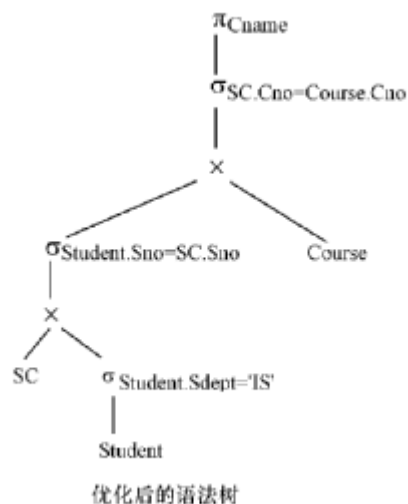 πCname
σSC.Cno=Course.Cno
×
σStudent.Sno=SC.Sno
Course
×
SC
σ Student.Sdept='IS'
Student
优化后的语法树